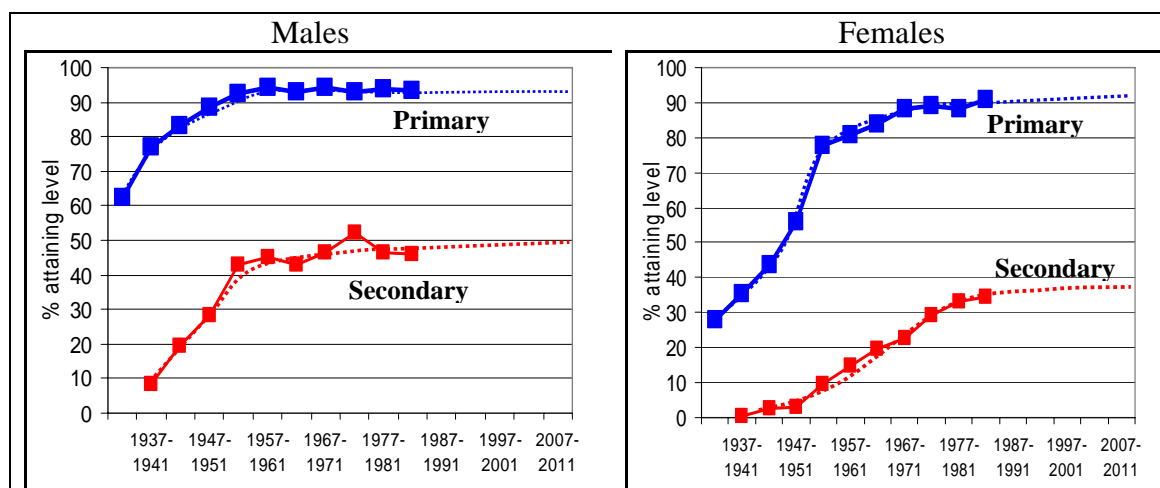 Males
% attaining level
100
90
80
70
60
50
40
30
20
10
0
Primary
Secondary
1937- 1947- 1957- 1967- 1977- 1987- 1997- 2007-
1941 1951 1961 1971 1981 1991 2001 2011
Females
% attaining level
100
90
80
70
60
50
40
30
20
10
0
Primary
Secondary
1937- 1947- 1957- 1967- 1977- 1987- 1997- 2007-
1941 1951 1961 1971 1981 1991 2001 2011